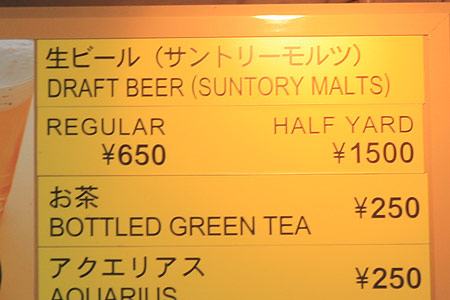 生ビール（サントリーモルツ）
DRAFT BEER (SUNTORY MALTS)
REGULAR HALF YARD
¥650 ¥1500
お茶 ¥250
BOTTLED GREEN TEA
アクエリアス ¥250
AQUARIUS